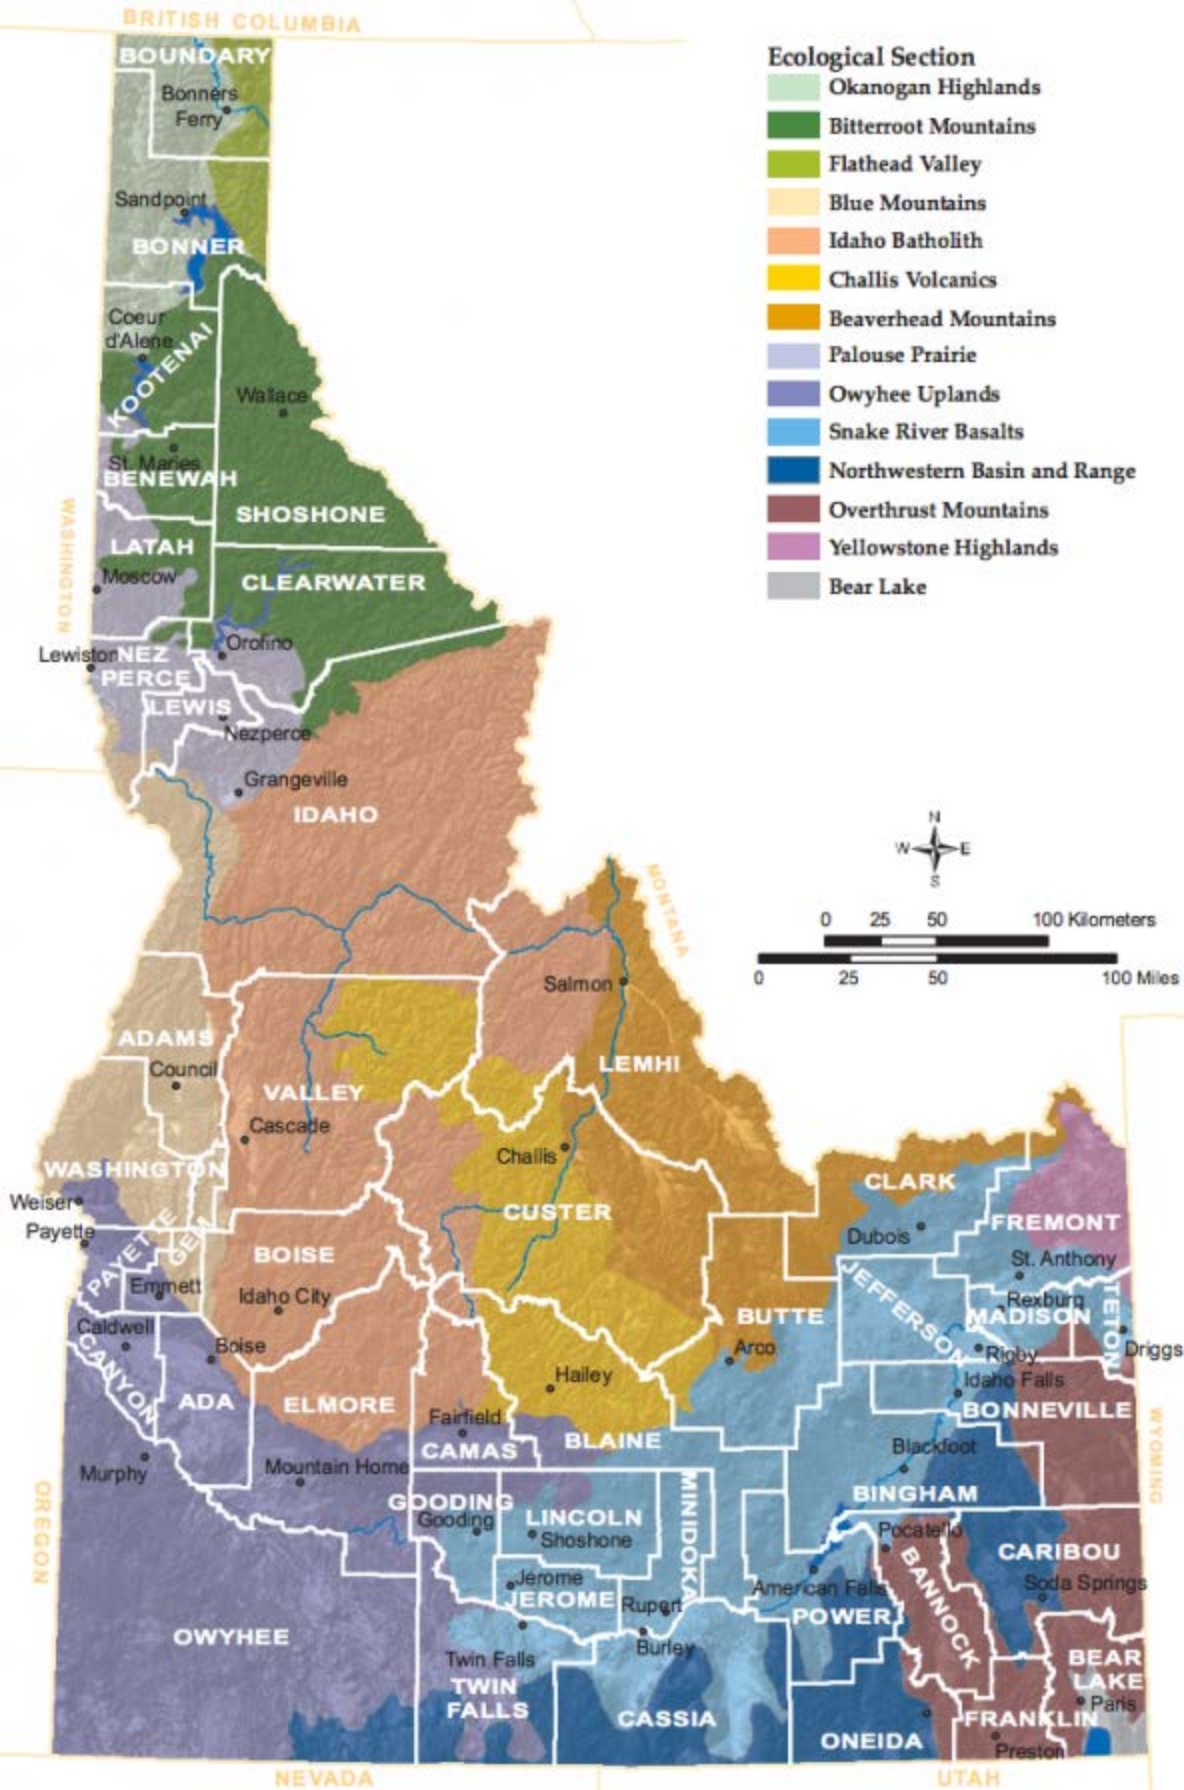 BRITISH COLUMBIA
BOUNDARY
Bonners
Ferry
Sandpoint
BONNER
Coeur
d'Alene
KOOTENAI
Wallace
St. Maries
BENEWAH
SHOSHONE
WASHINGTON
LATAH
Moscow
CLEARWATER
Orofino
Lewiston
NEZ
PERCE
LEWIS
Nezperce
Grangeville
IDAHO
MONTANA
Salmon
ADAMS
Council
LEMHI
VALLEY
Cascade
Challis
WASHINGTON
Weiser
Payette
PAYETTE
GEM
CUSTER
CLARK
Dubois
FREMONT
St. Anthony
BOISE
Emmett
Idaho City
JEFFERSON
Rexburg
MADISON
TETON
Driggs
BUTTE
Caldwell
CANYON
Boise
Arco
Rigby
Hailey
Idaho Falls
ADA
ELMORE
Fairfield
BONNEVILLE
CAMAS
BLAINE
Blackfoot
Murphy
Mountain Home
WYOMING
OREGON
GOODING
Gooding
LINCOLN
Shoshone
MINIDOKA
BINGHAM
Pocatello
BANNOCK
CARIBOU
Soda Springs
Jerome
JEROME
Rupert
American Falls
POWER
OWYHEE
Burley
Twin Falls
TWIN
FALLS
CASSIA
BEAR
LAKE
Paris
FRANKLIN
Preston
ONEIDA
NEVADA
UTAH
Ecological Section
Okanogan Highlands
Bitterroot Mountains
Flathead Valley
Blue Mountains
Idaho Batholith
Challis Volcanics
Beaverhead Mountains
Palouse Prairie
Owyhee Uplands
Snake River Basalts
Northwestern Basin and Range
Overthrust Mountains
Yellowstone Highlands
Bear Lake
N
W E
S
0 25 50 100 Kilometers
0 25 50 100 Miles